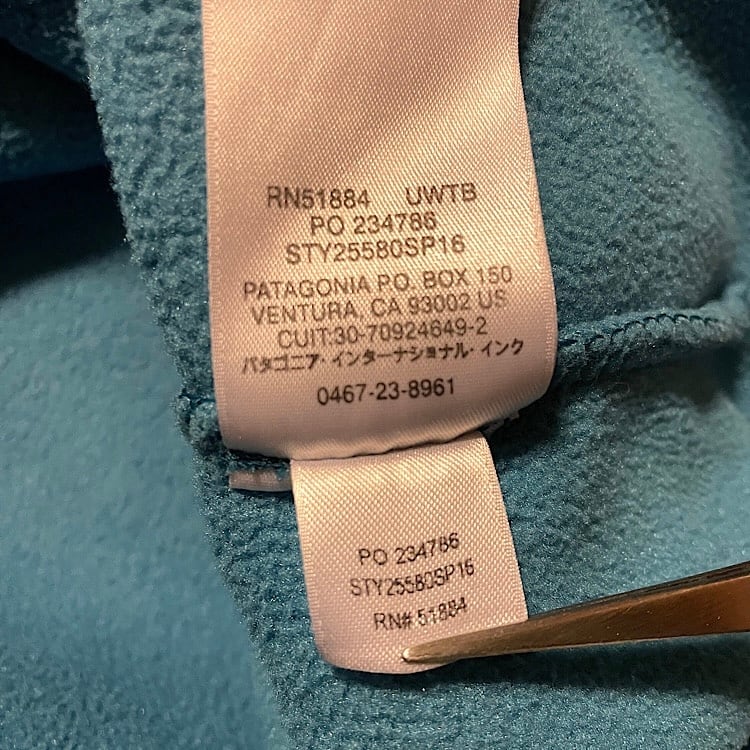 RN51884 UWTB
PO 234786
STY25580SP16
PATAGONIA P.O. BOX 150
VENTURA, CA 93002 US
CUIT:30-70924649-2
パタゴニア・インターナショナル・インク
0467-23-8961
PO 234786
STY25580SP16
RN# 51884